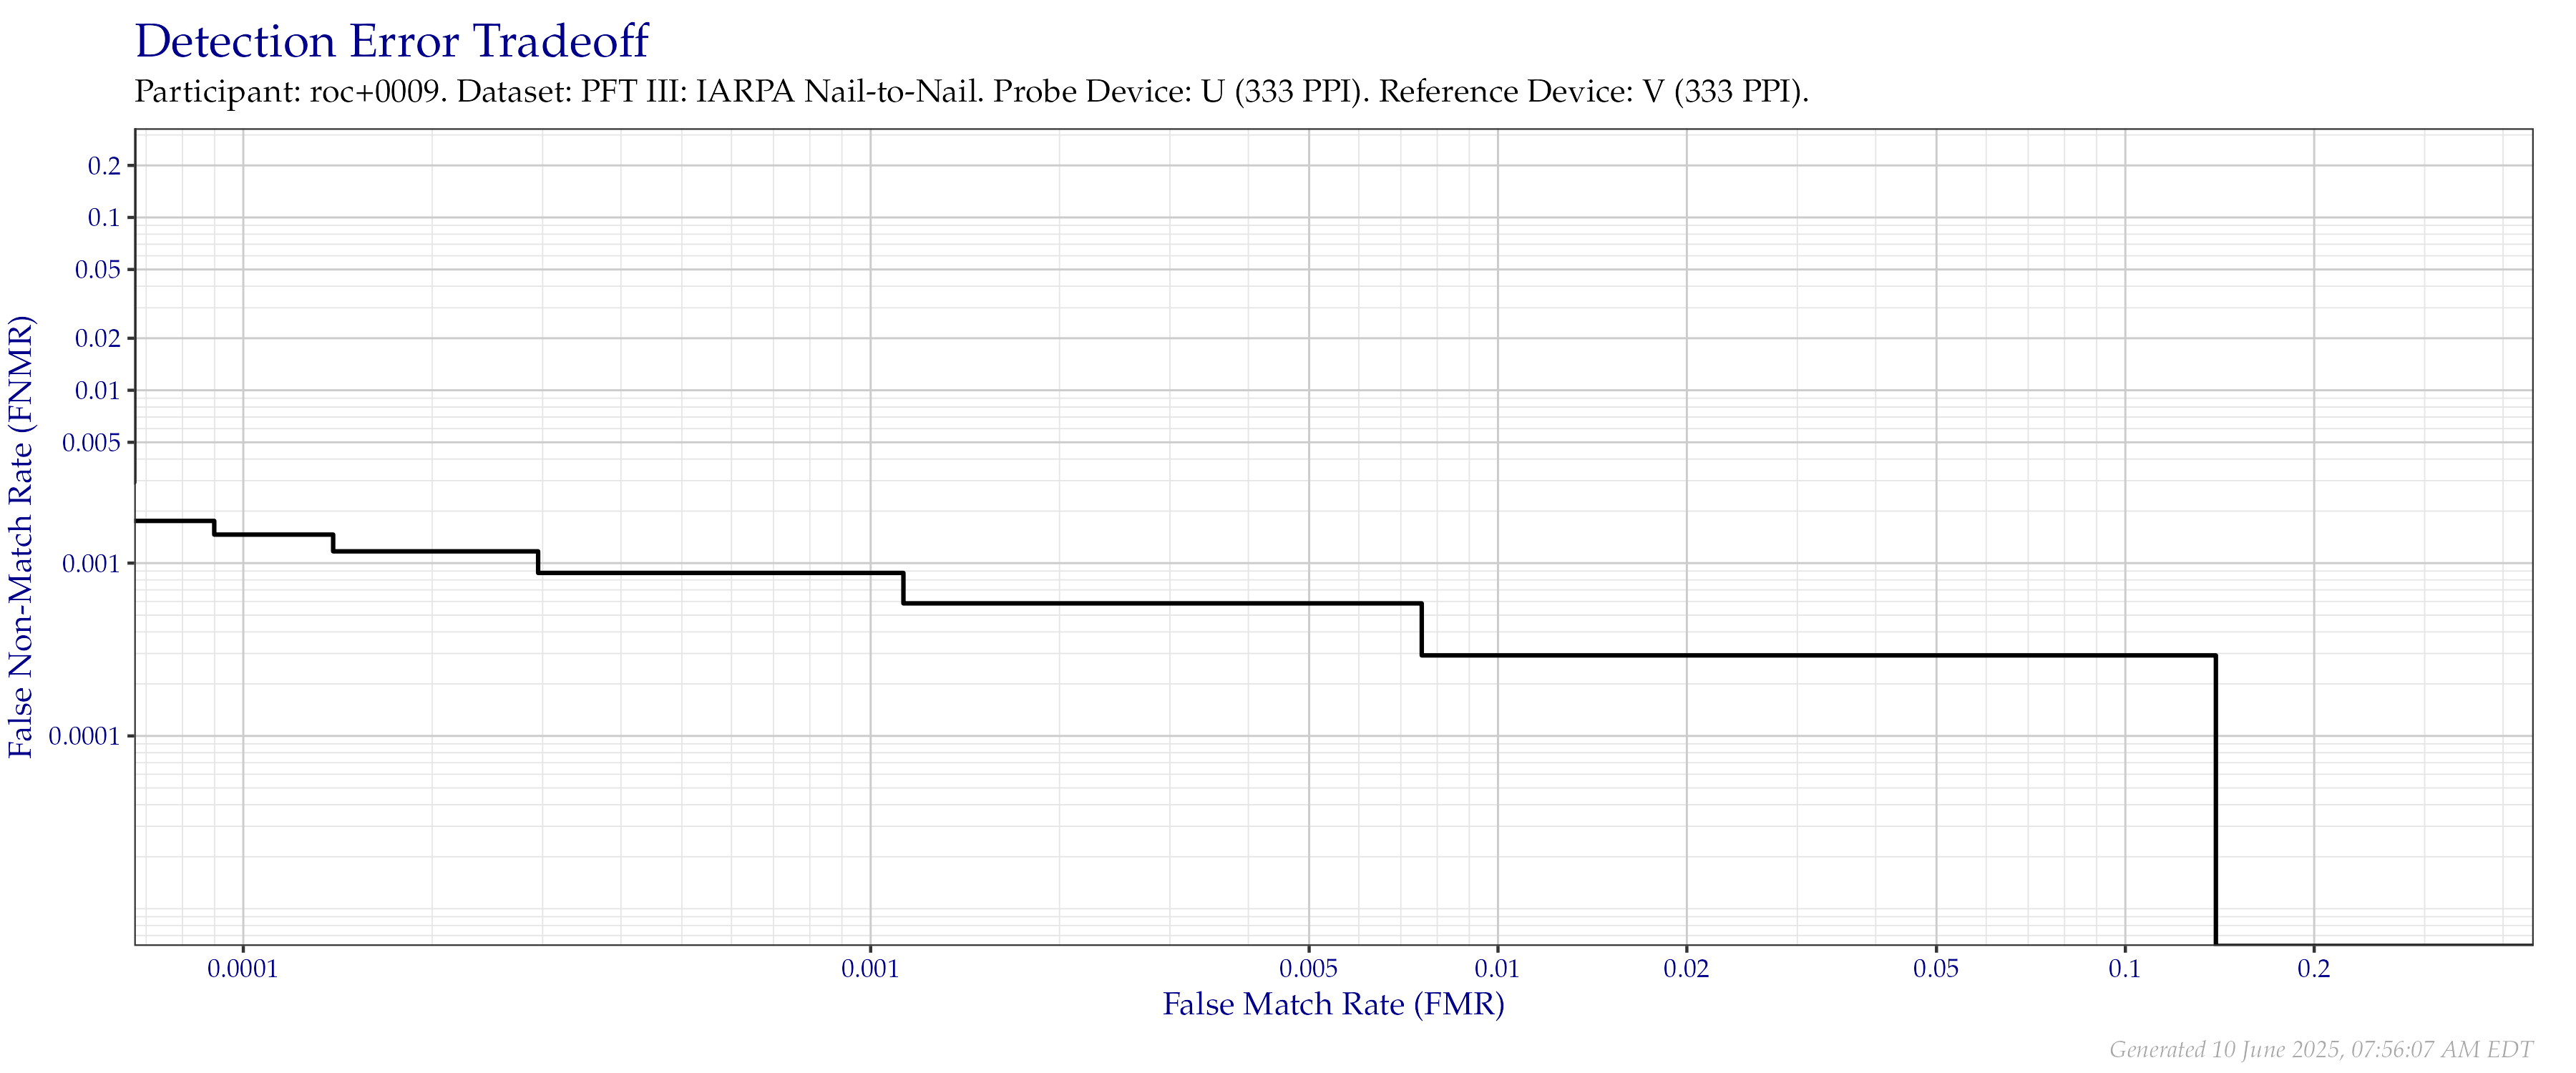 Detection Error Tradeoff
Participant: roc+0009. Dataset: PFT III: IARPA Nail-to-Nail. Probe Device: U (333 PPI). Reference Device: V (333 PPI).
False Non-Match Rate (FNMR)
0.2
0.1
0.05
0.02
0.01
0.005
0.001
0.0001
0.0001 0.001 0.005 0.01 0.02 0.05 0.1 0.2
False Match Rate (FMR)
Generated 10 June 2025, 07:56:07 AM EDT